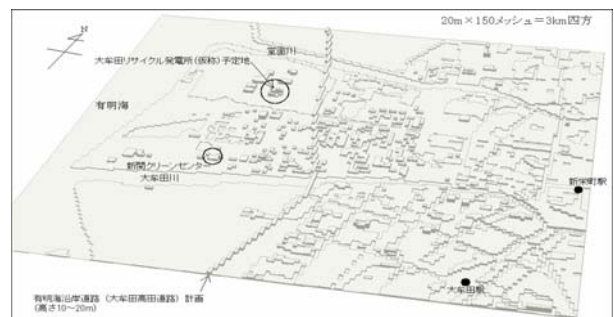 20m×150メッシュ=3km四方
N
堂面川
大牟田リサイクル発電所(仮称)予定地
有明海
新開クリーンセンター
大牟田川
新栄町駅
大牟田駅
有明海沿岸道路（大牟田高田道路）計画
(高さ10～20m)